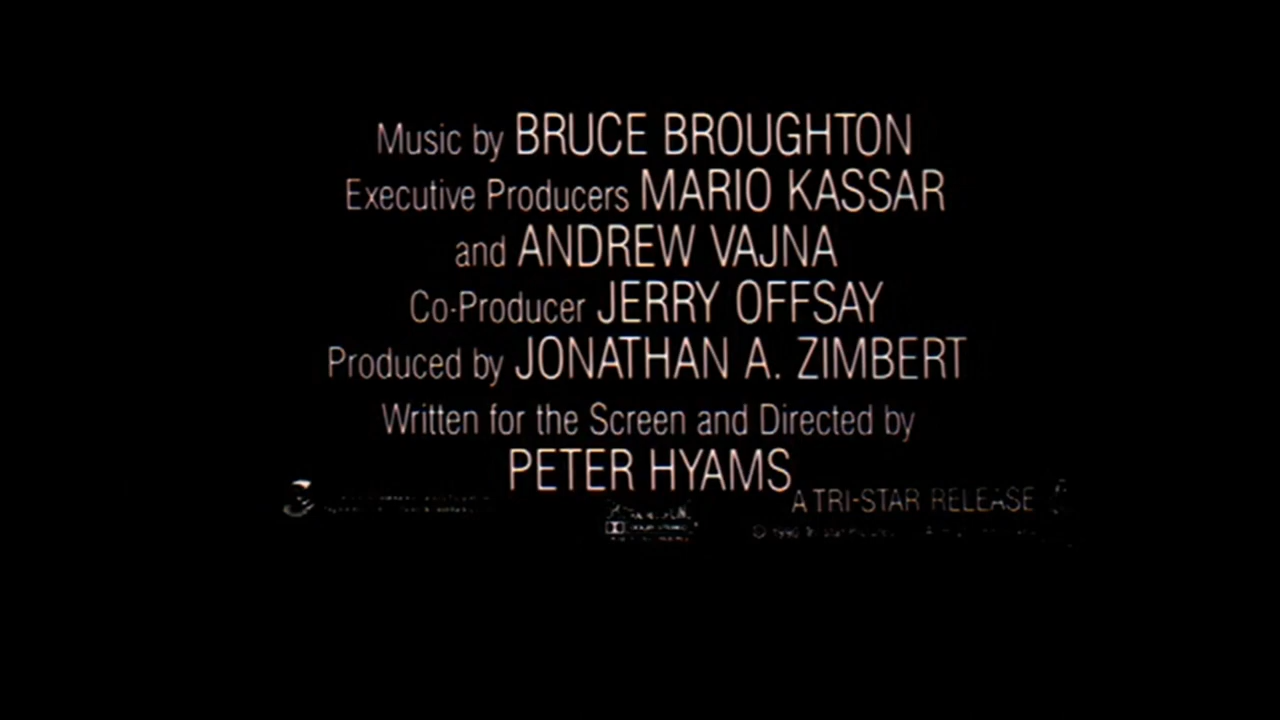 Music by BRUCE BROUGHTON
Executive Producers MARIO KASSAR
and ANDREW VAJNA
Co-Producer JERRY OFFSAY
Produced by JONATHAN A. ZIMBERT
Written for the Screen and Directed by
PETER HYAMS
A TRI-STAR RELEASE
© 1990